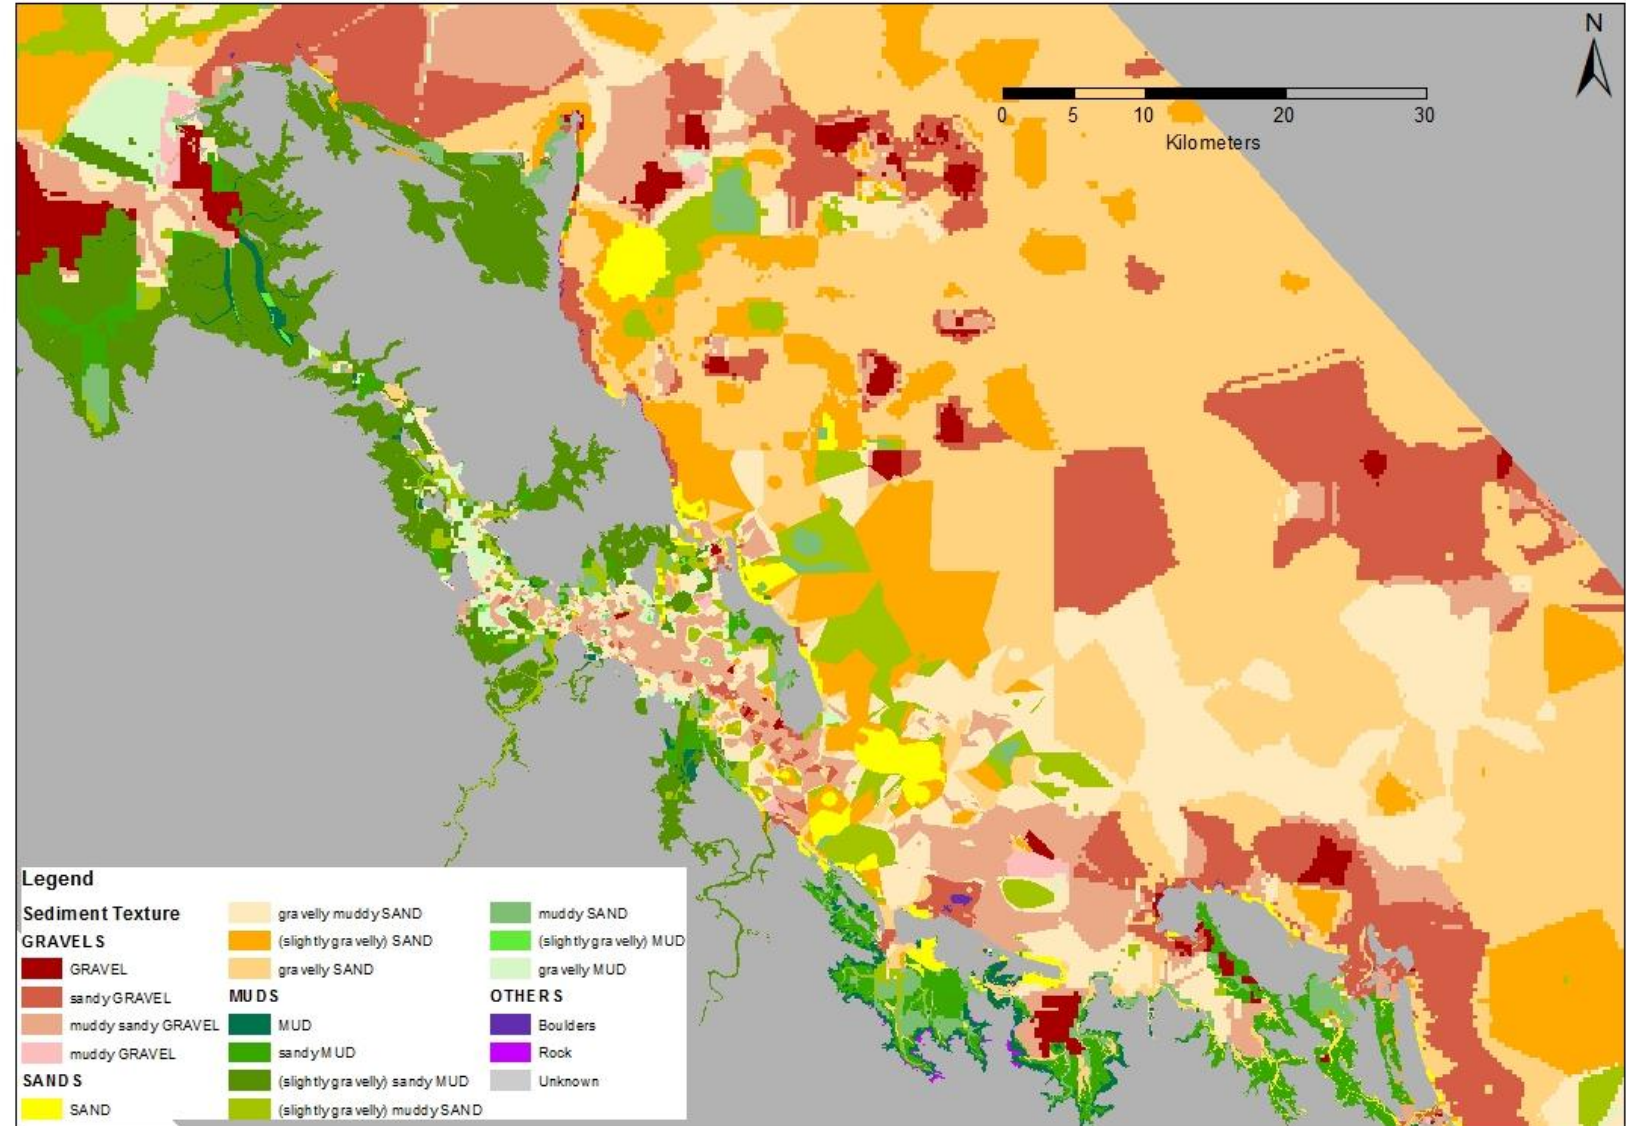 N
0 5 10 20 30
Kilometers
Legend
Sediment Texture
GRAVELS
GRAVEL
sandy GRAVEL
muddy sandy GRAVEL
muddy GRAVEL
SANDS
SAND
gravelly muddy SAND
(slightly gravelly) SAND
gravelly SAND
MUDS
MUD
sandy MUD
(slightly gravelly) sandy MUD
(slightly gravelly) muddy SAND
muddy SAND
(slightly gravelly) MUD
gravelly MUD
OTHERS
Boulders
Rock
Unknown